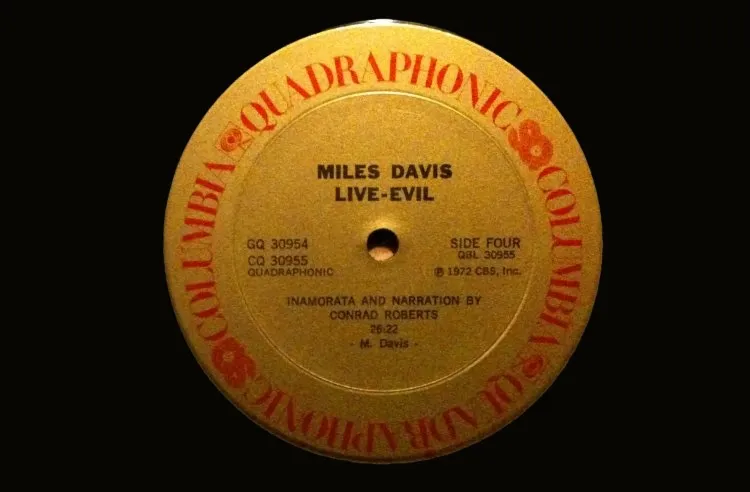 QUADRAPHONIC
COLUMBIA
QUADRAPHONIC
COLUMBIA
MILES DAVIS
LIVE-EVIL
GQ 30954
CQ 30955
QUADRAPHONIC
SIDE FOUR
QBL 30955
℗ 1972 CBS, Inc.
INAMORATA AND NARRATION BY
CONRAD ROBERTS
26:22
- M. Davis -